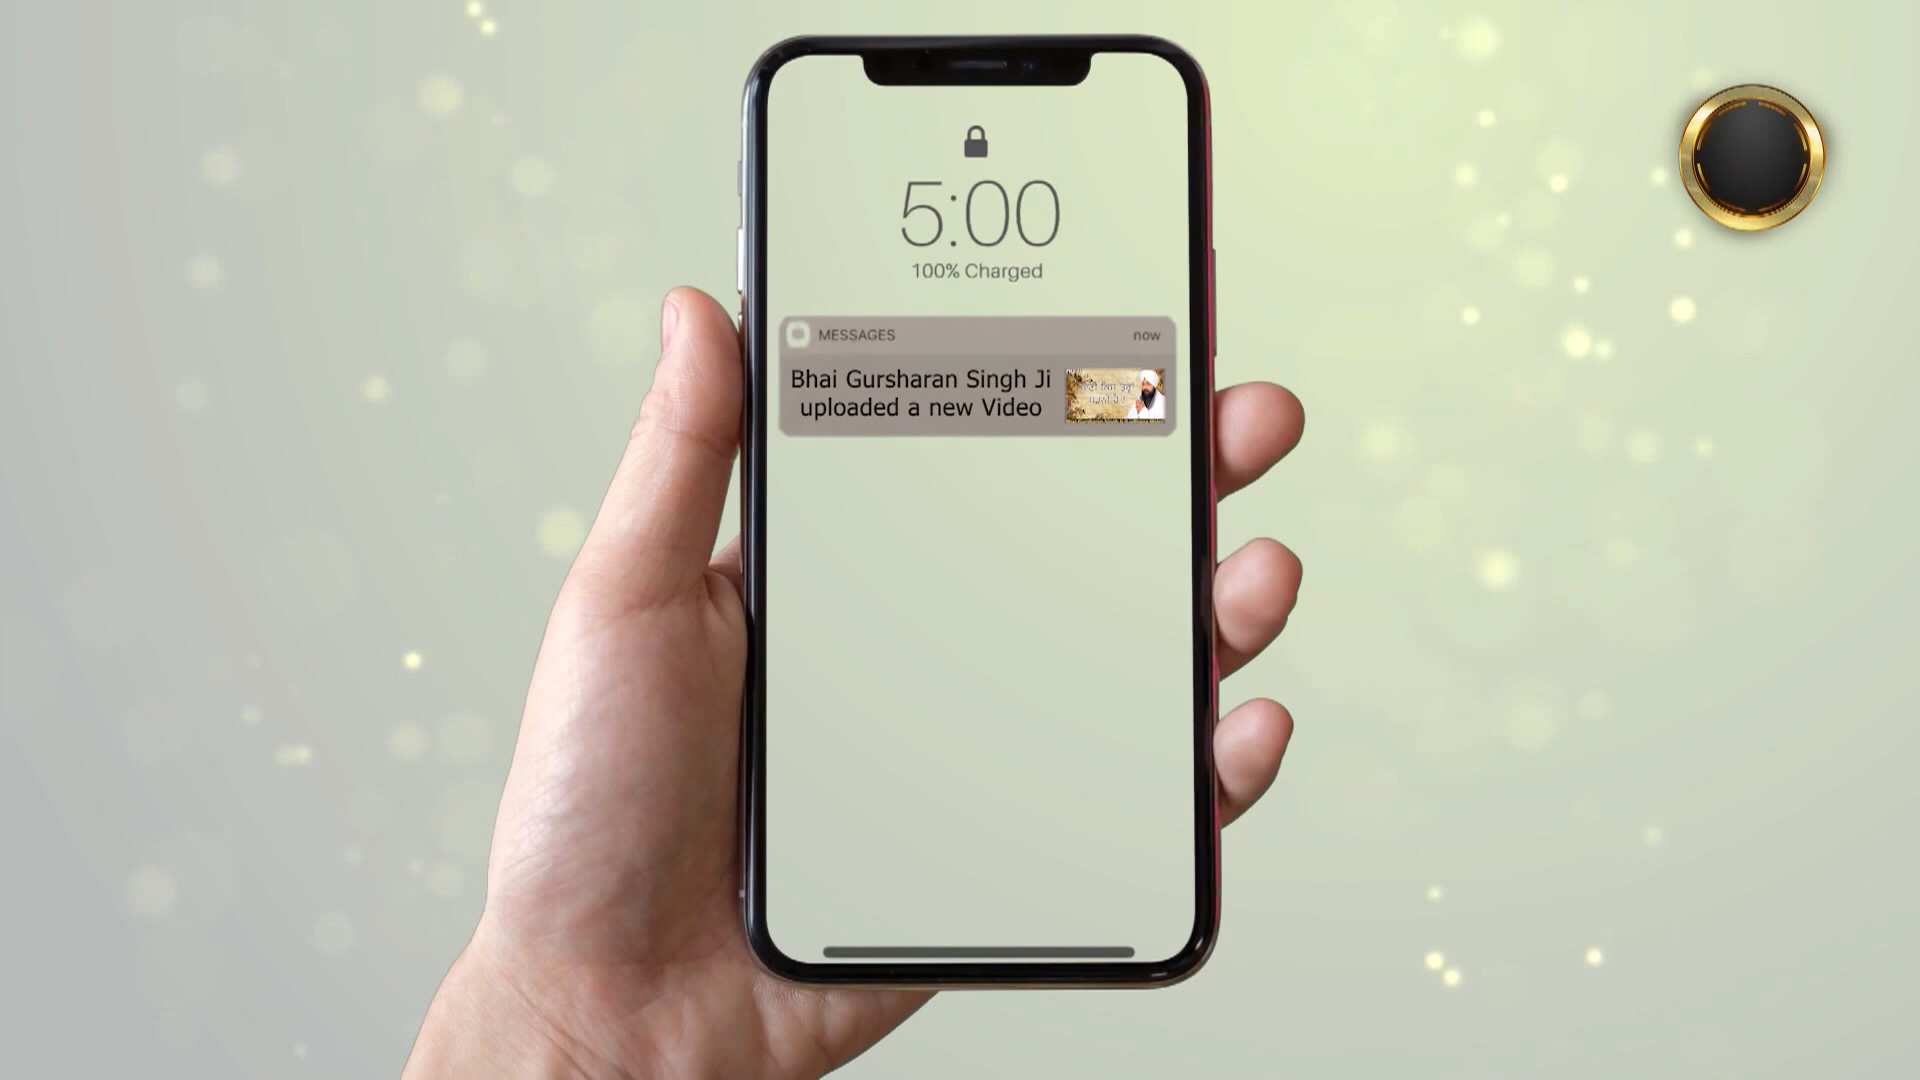 5:00
100% Charged
MESSAGES
now
Bhai Gursharan Singh Ji
uploaded a new Video